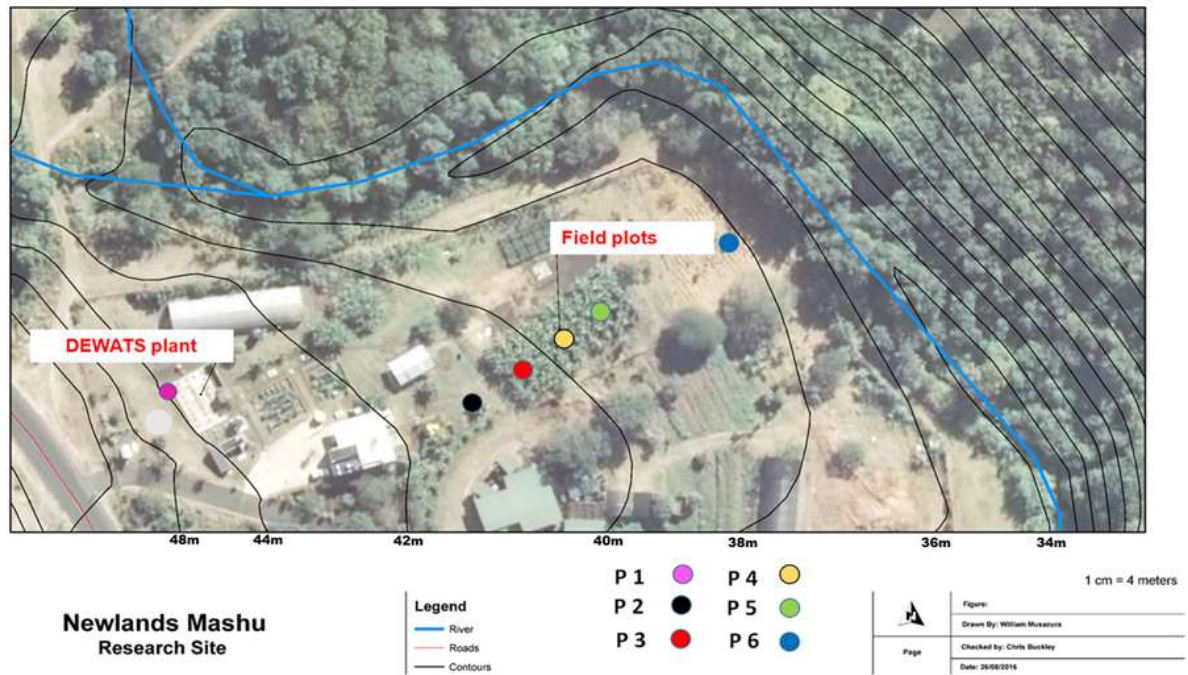 Field plots
DEWATS plant
48m 44m 42m 40m 38m 36m 34m
P 1 P 4
P 2 P 5
P 3 P 6
1 cm = 4 meters
Newlands Mashu
Research Site
Legend
River
Roads
Contours
N
Page
Figure:
Drawn By: William Musazura
Checked by: Chris Buckley
Date: 26/08/2016